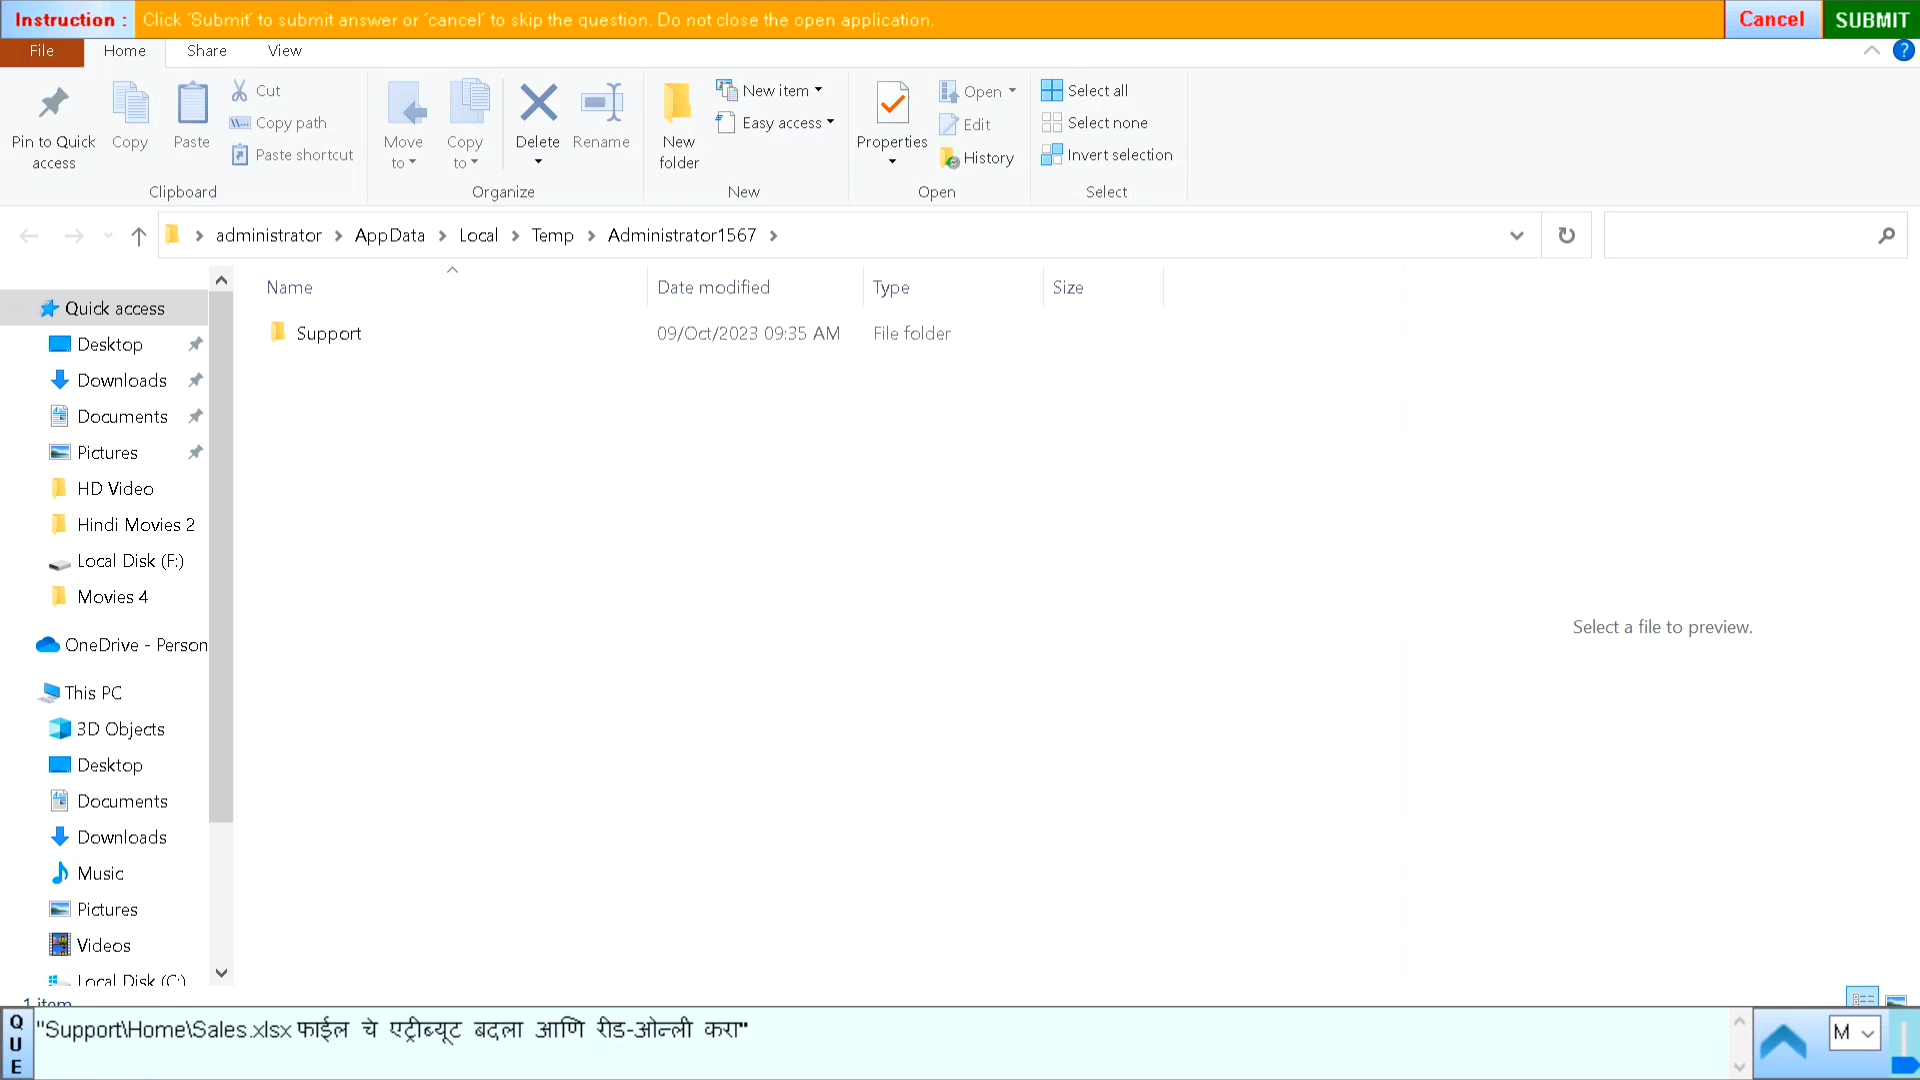 Instruction :
Click 'Submit' to submit answer or 'cancel' to skip the question. Do not close the open application.
Cancel
SUBMIT
File
Home
Share
View
Pin to Quick access
Copy
Paste
Cut
Copy path
Paste shortcut
Clipboard
Move to
Copy to
Delete
Rename
Organize
New folder
New item
Easy access
New
Properties
Open
Edit
History
Open
Select all
Select none
Invert selection
Select
administrator
AppData
Local
Temp
Administrator1567
Name
Date modified
Type
Size
Support
09/Oct/2023 09:35 AM
File folder
Quick access
Desktop
Downloads
Documents
Pictures
HD Video
Hindi Movies 2
Local Disk (F:)
Movies 4
OneDrive - Person
This PC
3D Objects
Desktop
Documents
Downloads
Music
Pictures
Videos
Local Disk (C:)
1 item
Select a file to preview.
QUE
"Support\Home\Sales.xlsx फाईल चे एट्रीब्यूट बदला आणि रीड-ओन्ली करा"
M